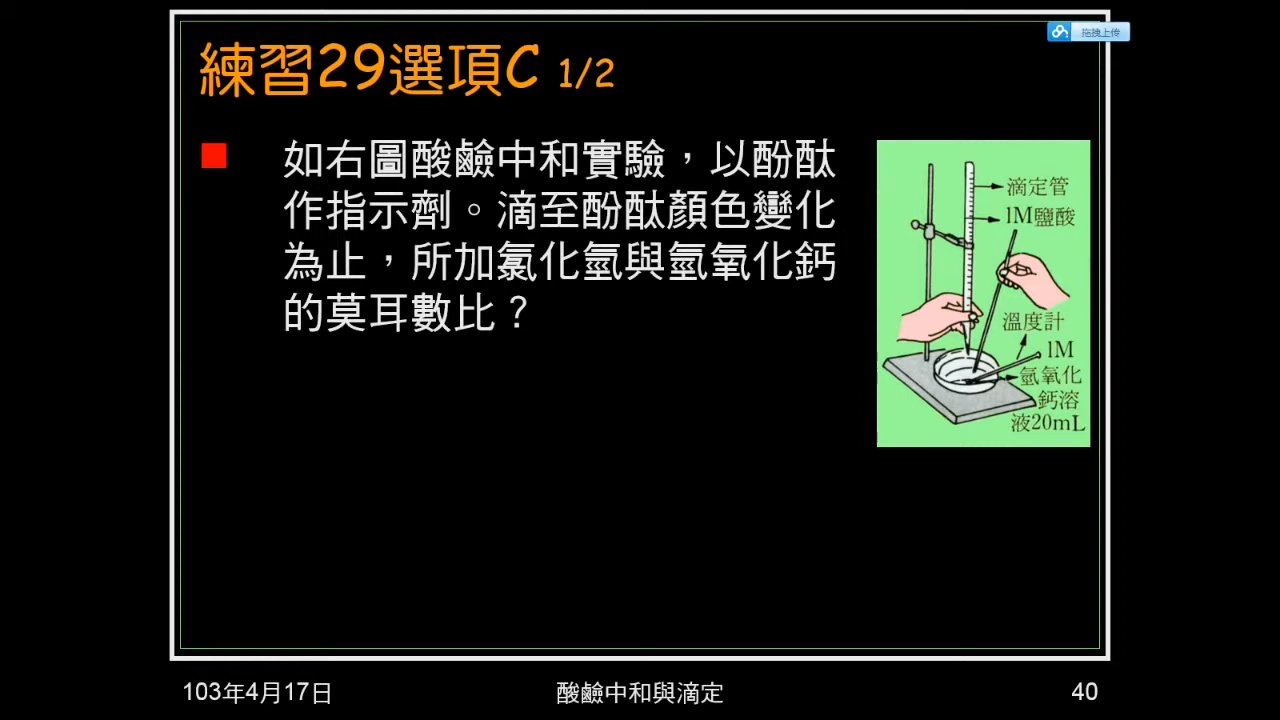 拖拽上传
練習29選項C 1/2
如右圖酸鹼中和實驗，以酚酞
作指示劑。滴至酚酞顏色變化
為止，所加氯化氫與氫氧化鈣
的莫耳數比？
滴定管
1M鹽酸
溫度計
1M
氫氧化
鈣溶
液20mL
103年4月17日
酸鹼中和與滴定
40